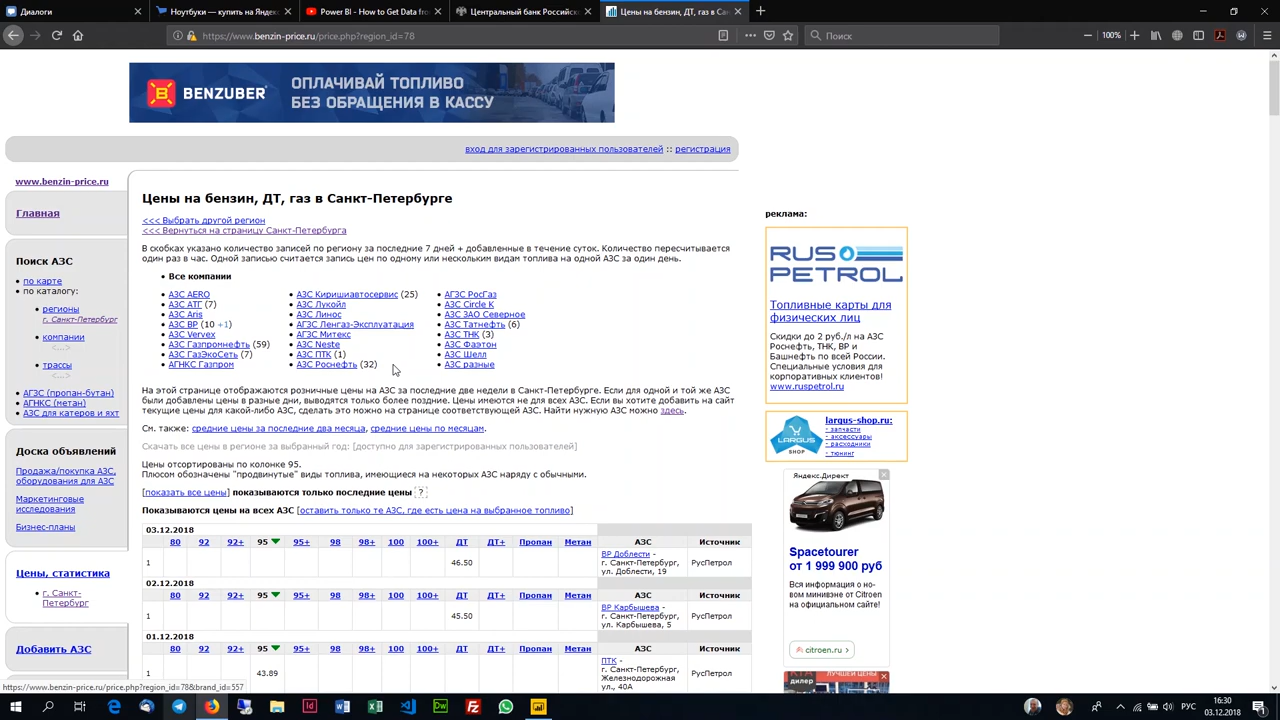 Диалоги
Ноутбуки — купить на Яндекс
Power BI - How to Get Data fro
Центральный банк Российско
Цены на бензин, ДТ, газ в Санк
https://www.benzin-price.ru/price.php?region_id=78
100%
Поиск
BENZUBER
ОПЛАЧИВАЙ ТОПЛИВО
БЕЗ ОБРАЩЕНИЯ В КАССУ
вход для зарегистрированных пользователей :: регистрация
www.benzin-price.ru
Главная
Поиск АЗС
по карте
по каталогу:
регионы
г. Санкт-Петербург
компании
<...>
трассы
<...>
АГЗС (пропан-бутан)
АГНКС (метан)
АЗС для катеров и яхт
Доска объявлений
Продажа/покупка АЗС,
оборудования для АЗС
Маркетинговые
исследования
Бизнес-планы
Цены, статистика
г. Санкт-
Петербург
Добавить АЗС
Цены на бензин, ДТ, газ в Санкт-Петербурге
<<< Выбрать другой регион
<<< Вернуться на страницу Санкт-Петербурга
В скобках указано количество записей по региону за последние 7 дней + добавленные в течение суток. Количество пересчитывается
один раз в час. Одной записью считается запись цен по одному или нескольким видам топлива на одной АЗС за один день.
Все компании
АЗС AERO
АЗС АТГ (7)
АЗС Aris
АЗС BP (10 +1)
АЗС Vervex
АЗС Газпромнефть (59)
АЗС ГазЭкоСеть (7)
АГНКС Газпром
АЗС Киришиавтосервис (25)
АЗС Лукойл
АЗС Линос
АГЗС Ленгаз-Эксплуатация
АГЗС Митекс
АЗС Neste
АЗС ПТК (1)
АЗС Роснефть (32)
АГЗС РосГаз
АЗС Circle K
АЗС ЗАО Северное
АЗС Татнефть (6)
АЗС ТНК (3)
АЗС Фаэтон
АЗС Шелл
АЗС разные
На этой странице отображаются розничные цены на АЗС за последние две недели в Санкт-Петербурге. Если для одной и той же АЗС
были добавлены цены в разные дни, выводятся только более поздние. Цены имеются не для всех АЗС. Если вы хотите добавить на сайт
текущие цены для какой-либо АЗС, сделать это можно на странице соответствующей АЗС. Найти нужную АЗС можно здесь.
См. также: средние цены за последние два месяца, средние цены по месяцам.
Скачать все цены в регионе за выбранный год: [доступно для зарегистрированных пользователей]
Цены отсортированы по колонке 95.
Плюсом обозначены "продвинутые" виды топлива, имеющиеся на некоторых АЗС наряду с обычными.
[показать все цены] показываются только последние цены ?
Показываются цены на всех АЗС [оставить только те АЗС, где есть цена на выбранное топливо]
03.12.2018
80 92 92+ 95 95+ 98 98+ 100 100+ ДТ ДТ+ Пропан Метан АЗС Источник
1 46.50 BP Доблести - г. Санкт-Петербург, ул. Доблести, 19 РусПетрол
02.12.2018
80 92 92+ 95 95+ 98 98+ 100 100+ ДТ ДТ+ Пропан Метан АЗС Источник
1 45.50 BP Карбышева - г. Санкт-Петербург, ул. Карбышева, 5 РусПетрол
01.12.2018
80 92 92+ 95 95+ 98 98+ 100 100+ ДТ ДТ+ Пропан Метан АЗС Источник
1 43.89 ПТК - г. Санкт-Петербург, Железнодорожная ул., 40А РусПетрол
реклама:
RUS
PETROL
Топливные карты для
физических лиц
Скидки до 2 руб./л на АЗС
Роснефть, ТНК, BP и
Башнефть по всей России.
Специальные условия для
корпоративных клиентов!
www.ruspetrol.ru
LARGUS
SHOP
largus-shop.ru:
- запчасти
- аксессуары
- расходники
- тюнинг
Яндекс.Директ
Spacetourer
от 1 999 900 руб
Вся информация о но-
вом минивэне от Citroen
на официальном сайте!
citroen.ru
дилер
ЛУЧШЕЙ ЦЕНЫ
https://www.benzin-price.ru/price.php?region_id=78&brand_id=557
РУС
16:30
03.12.2018